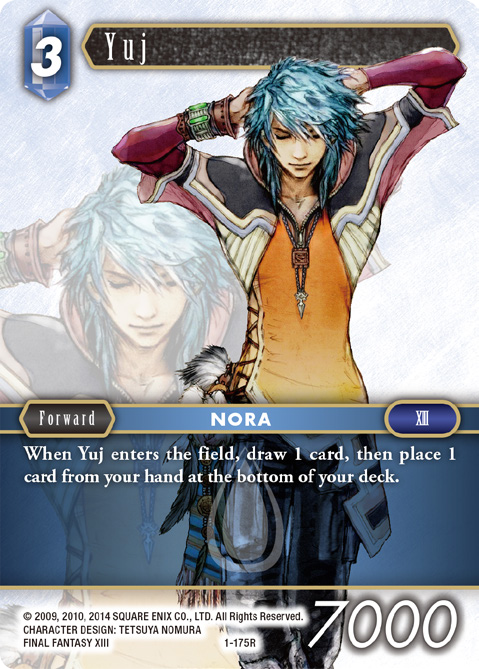 3
Yuj
Forward
NORA
XIII
When Yuj enters the field, draw 1 card, then place 1
card from your hand at the bottom of your deck.
© 2009, 2010, 2014 SQUARE ENIX CO., LTD. All Rights Reserved.
CHARACTER DESIGN: TETSUYA NOMURA
FINAL FANTASY XIII
1-175R
7000